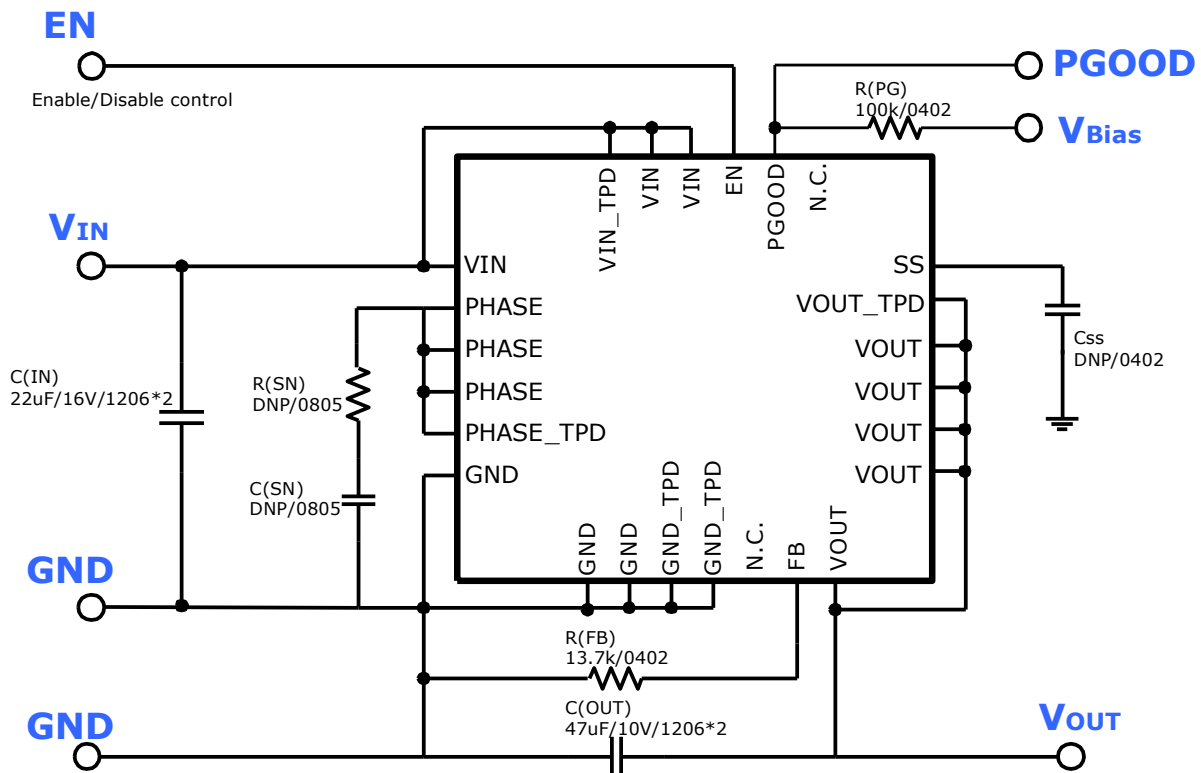 EN
Enable/Disable control
PGOOD
R(PG)
100k/0402
VBias
VIN_TPD
VIN
VIN
EN
PGOOD
N.C.
VIN
VIN
SS
PHASE
VOUT_TPD
PHASE
VOUT
PHASE
VOUT
PHASE_TPD
VOUT
GND
VOUT
Css
DNP/0402
C(IN)
22uF/16V/1206*2
R(SN)
DNP/0805
C(SN)
DNP/0805
GND
GND
GND_TPD
GND_TPD
N.C.
FB
VOUT
GND
R(FB)
13.7k/0402
C(OUT)
47uF/10V/1206*2
GND
VOUT